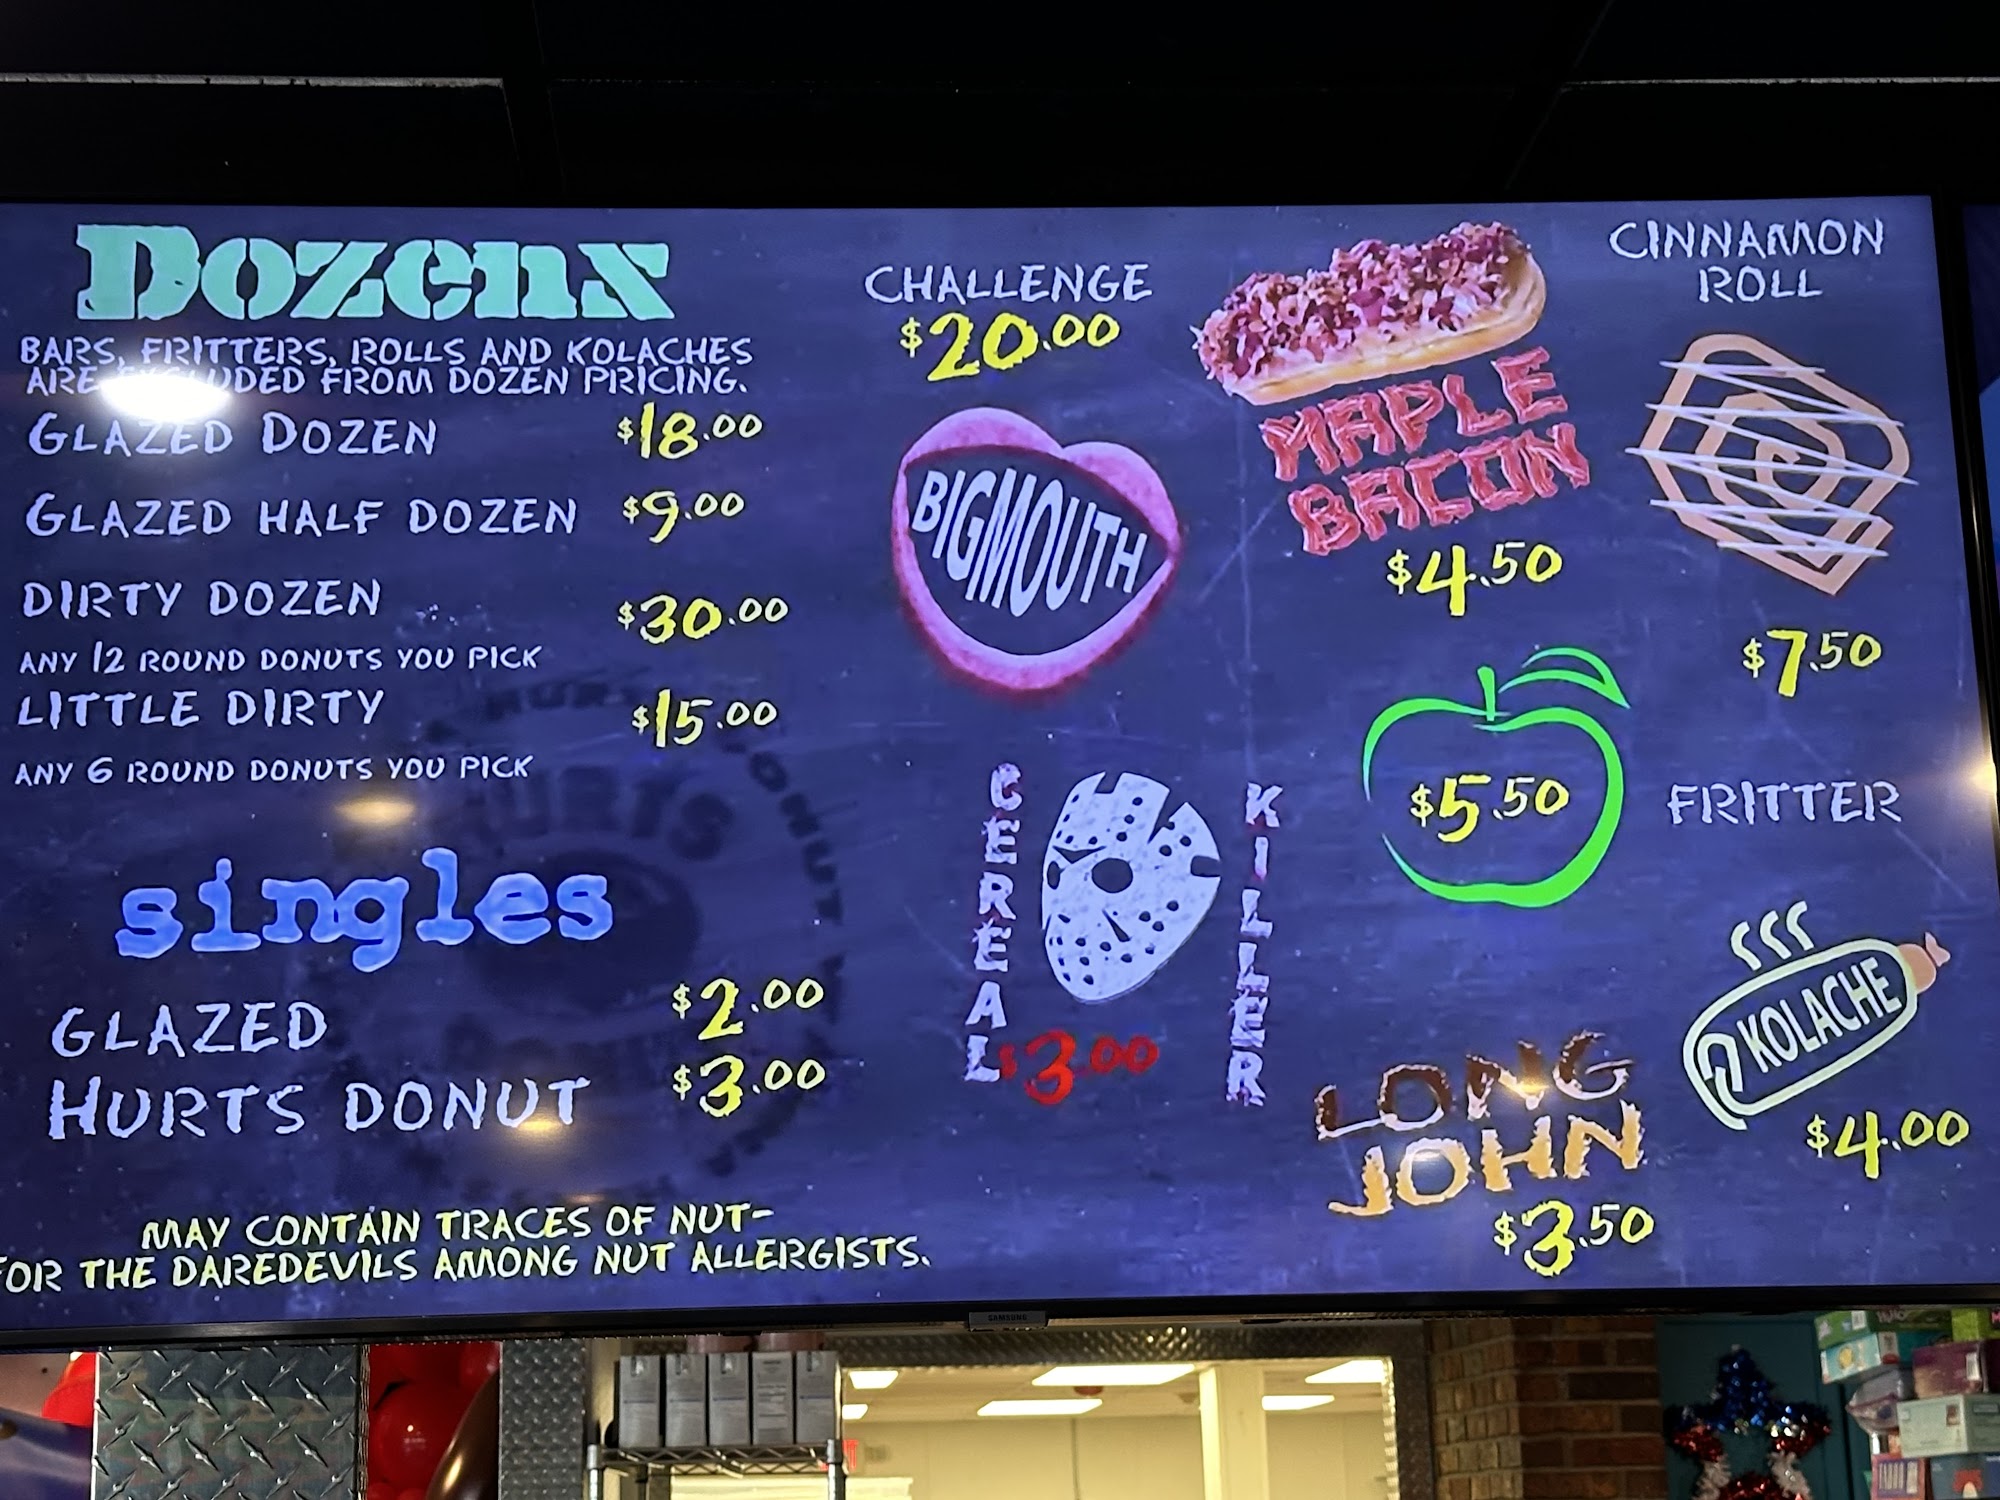 Dozens
BARS, FRITTERS, ROLLS AND KOLACHES
ARE EXCLUDED FROM DOZEN PRICING.
GLAZED DOZEN $18.00
GLAZED HALF DOZEN $9.00
DIRTY DOZEN $30.00
ANY 12 ROUND DONUTS YOU PICK
LITTLE DIRTY $15.00
ANY 6 ROUND DONUTS YOU PICK
singles
GLAZED $2.00
HURTS DONUT $3.00
MAY CONTAIN TRACES OF NUT-
FOR THE DAREDEVILS AMONG NUT ALLERGISTS.
CHALLENGE
$20.00
BIGMOUTH
CEREAL
KILLER
$3.00
MAPLE
BACON
$4.50
CINNAMON
ROLL
$7.50
$5.50
FRITTER
KOLACHE
$4.00
LONG
JOHN
$3.50
SAMSUNG